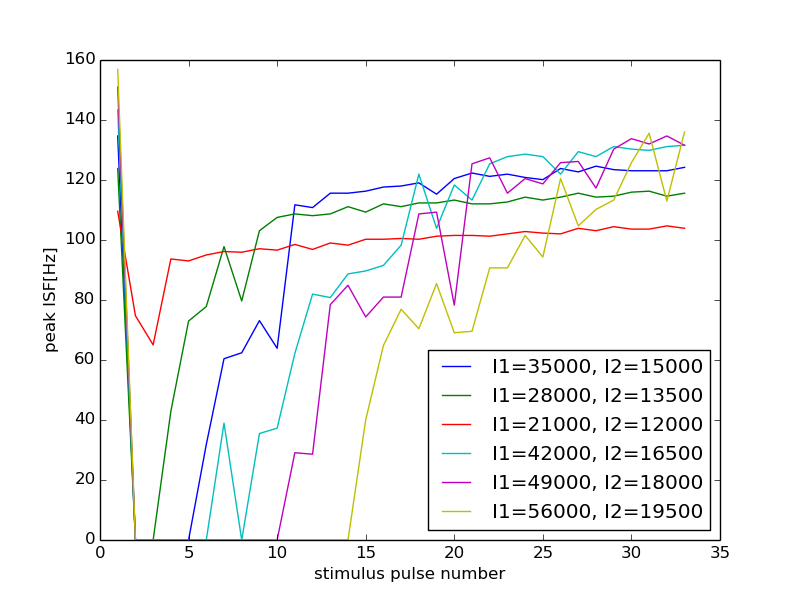 160
140
120
100
80
60
40
20
0
peak ISF[Hz]
I1=35000, I2=15000
I1=28000, I2=13500
I1=21000, I2=12000
I1=42000, I2=16500
I1=49000, I2=18000
I1=56000, I2=19500
0 5 10 15 20 25 30 35
stimulus pulse number